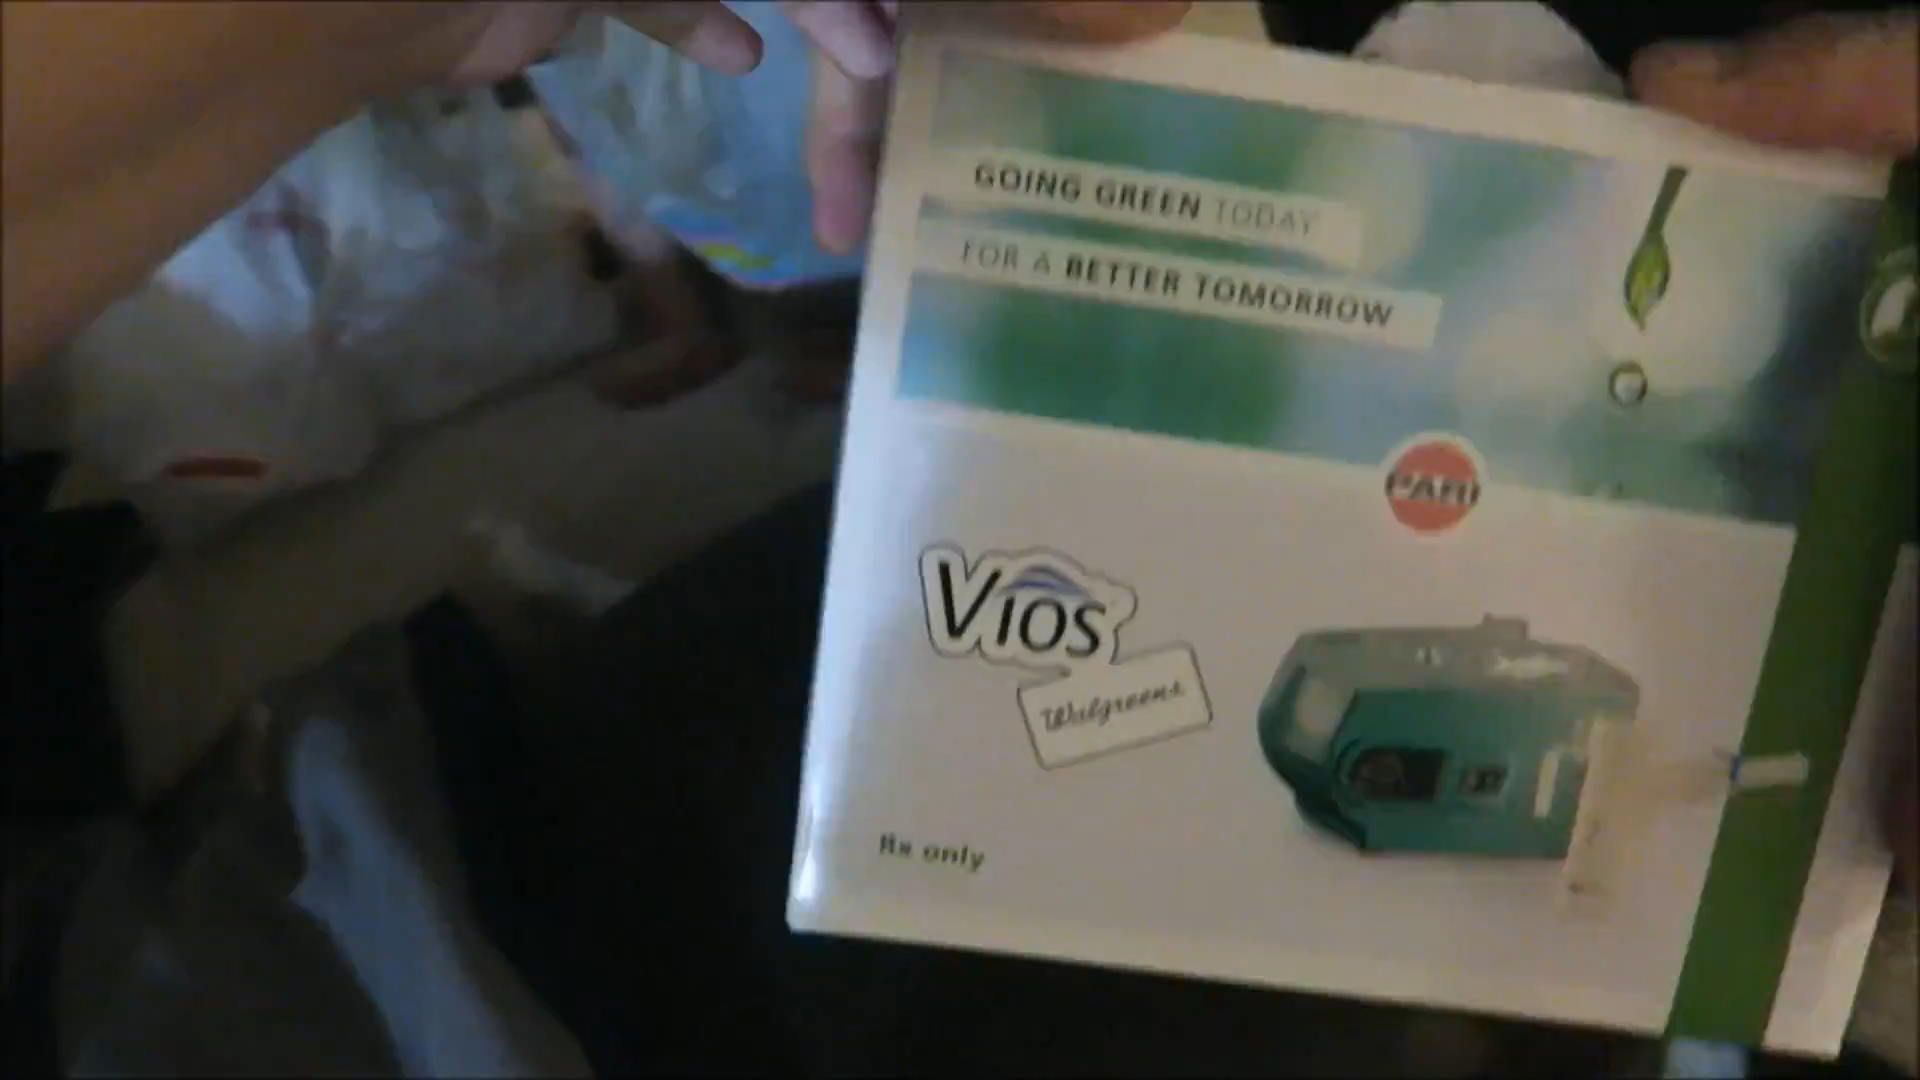 GOING GREEN TODAY
FOR A BETTER TOMORROW
PARI
Vios
Walgreens
Rx only